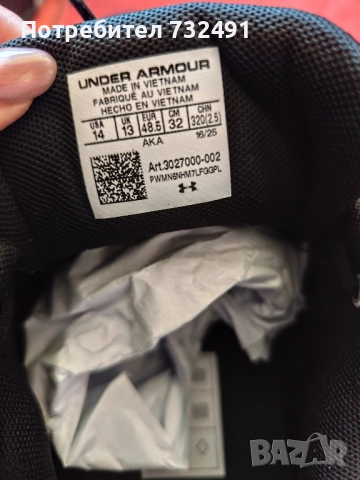 Потребител 732491
UNDER ARMOUR
MADE IN VIETNAM
FABRIQUÉ AU VIETNAM
HECHO EN VIETNAM
USA UK EUR CM CHN
14 13 48.5 32 320(2.5)
AKA 16/25
Art.3027000-002
PWMN6NHM7LFGGPL
BAZAR